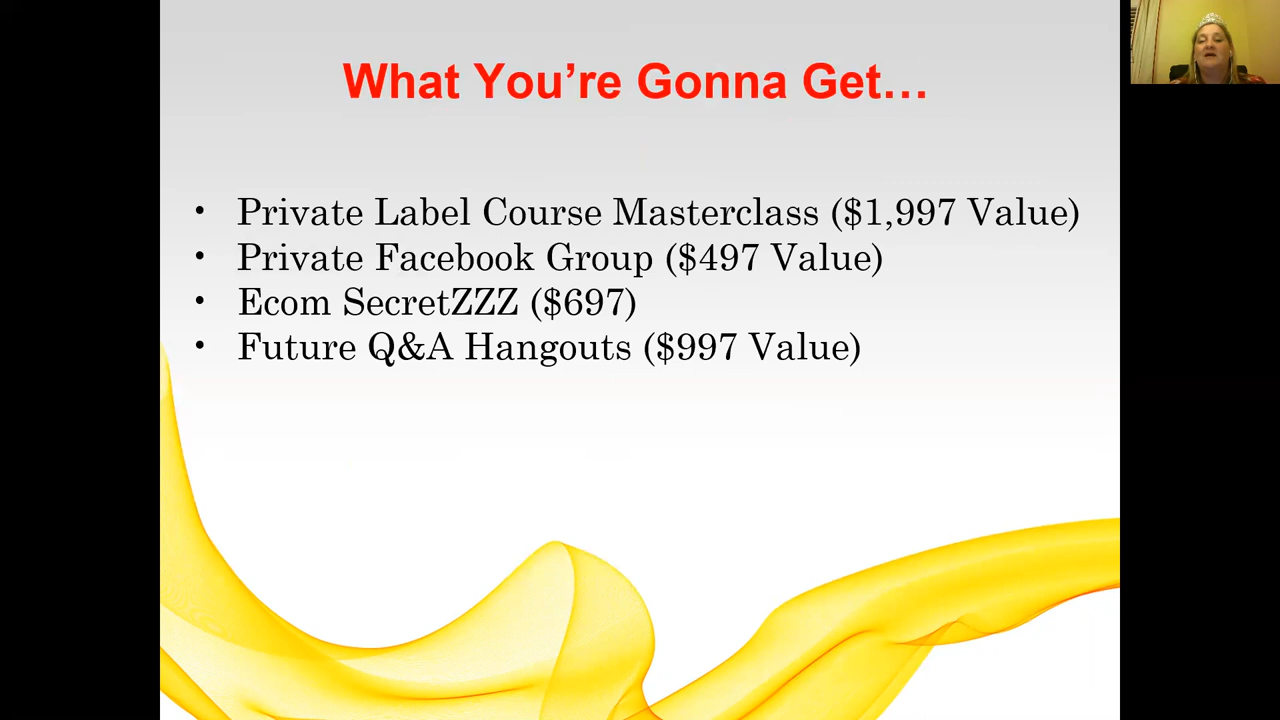 What You’re Gonna Get…
• Private Label Course Masterclass ($1,997 Value)
• Private Facebook Group ($497 Value)
• Ecom SecretZZZ ($697)
• Future Q&A Hangouts ($997 Value)